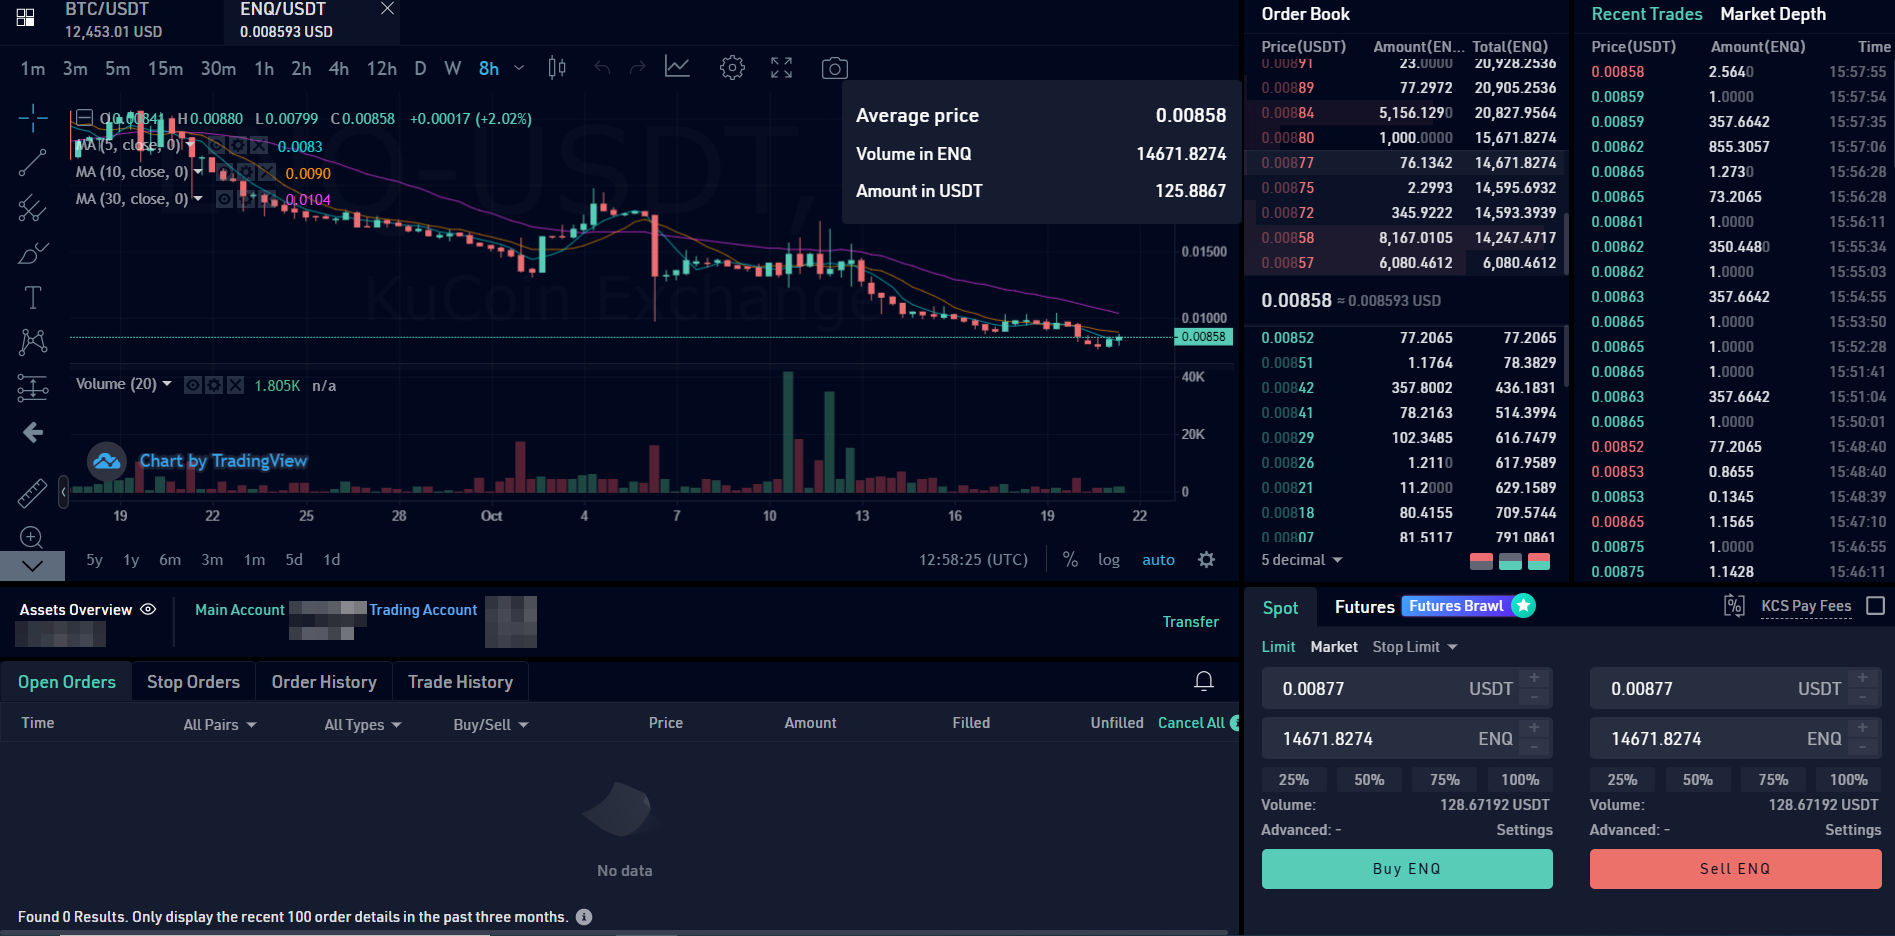 BTC/USDT
12,453.01 USD
ENQ/USDT
0.008593 USD
1m 3m 5m 15m 30m 1h 2h 4h 12h D W 8h
H0.00880 L0.00799 C0.00858 +0.00017 (+2.02%)
MA (5, close, 0) 0.0083
MA (10, close, 0) 0.0090
MA (30, close, 0) 0.0104
KuCoin Exchange
Average price 0.00858
Volume in ENQ 14671.8274
Amount in USDT 125.8867
0.01500
0.01000
0.00858
Volume (20) 1.805K n/a
40K
20K
0
Chart by TradingView
19 22 25 28 Oct 4 7 10 13 16 19 22
5y 1y 6m 3m 1m 5d 1d
12:58:25 (UTC) % log auto
Order Book
Price(USDT) Amount(EN... Total(ENQ)
0.00891 23.0000 20,928.2536
0.00889 77.2972 20,905.2536
0.00884 5,156.1290 20,827.9564
0.00880 1,000.0000 15,671.8274
0.00877 76.1342 14,671.8274
0.00875 2.2993 14,595.6932
0.00872 345.9222 14,593.3939
0.00858 8,167.0105 14,247.4717
0.00857 6,080.4612 6,080.4612
0.00858 ≈ 0.008593 USD
0.00852 77.2065 77.2065
0.00851 1.1764 78.3829
0.00842 357.8002 436.1831
0.00841 78.2163 514.3994
0.00829 102.3485 616.7479
0.00826 1.2110 617.9589
0.00821 11.2000 629.1589
0.00818 80.4155 709.5744
0.00807 81.5117 791.0861
5 decimal
Recent Trades Market Depth
Price(USDT) Amount(ENQ) Time
0.00858 2.5640 15:57:55
0.00859 1.0000 15:57:54
0.00859 357.6642 15:57:35
0.00862 855.3057 15:57:06
0.00865 1.2730 15:56:28
0.00865 73.2065 15:56:28
0.00861 1.0000 15:56:11
0.00862 350.4480 15:55:34
0.00862 1.0000 15:55:03
0.00863 357.6642 15:54:55
0.00865 1.0000 15:53:50
0.00865 1.0000 15:52:28
0.00865 1.0000 15:51:41
0.00863 357.6642 15:51:04
0.00865 1.0000 15:50:01
0.00852 77.2065 15:48:40
0.00853 0.8655 15:48:40
0.00853 0.1345 15:48:39
0.00865 1.1565 15:47:10
0.00875 1.0000 15:46:55
0.00875 1.1428 15:46:11
Assets Overview
Main Account
Trading Account
Transfer
Open Orders Stop Orders Order History Trade History
Time All Pairs All Types Buy/Sell Price Amount Filled Unfilled Cancel All
No data
Found 0 Results. Only display the recent 100 order details in the past three months.
Spot Futures Futures Brawl KCS Pay Fees
Limit Market Stop Limit
0.00877 USDT
14671.8274 ENQ
25% 50% 75% 100%
Volume: 128.67192 USDT
Advanced: - Settings
Buy ENQ
0.00877 USDT
14671.8274 ENQ
25% 50% 75% 100%
Volume: 128.67192 USDT
Advanced: - Settings
Sell ENQ